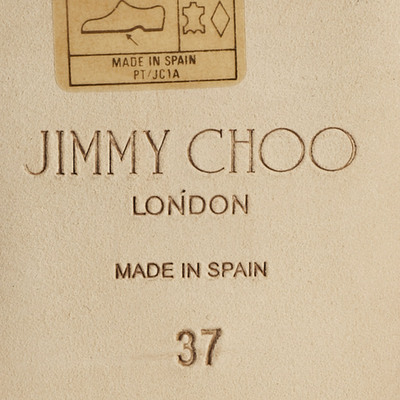 MADE IN SPAIN
PT/JC1A
JIMMY CHOO
LONDON
MADE IN SPAIN
37